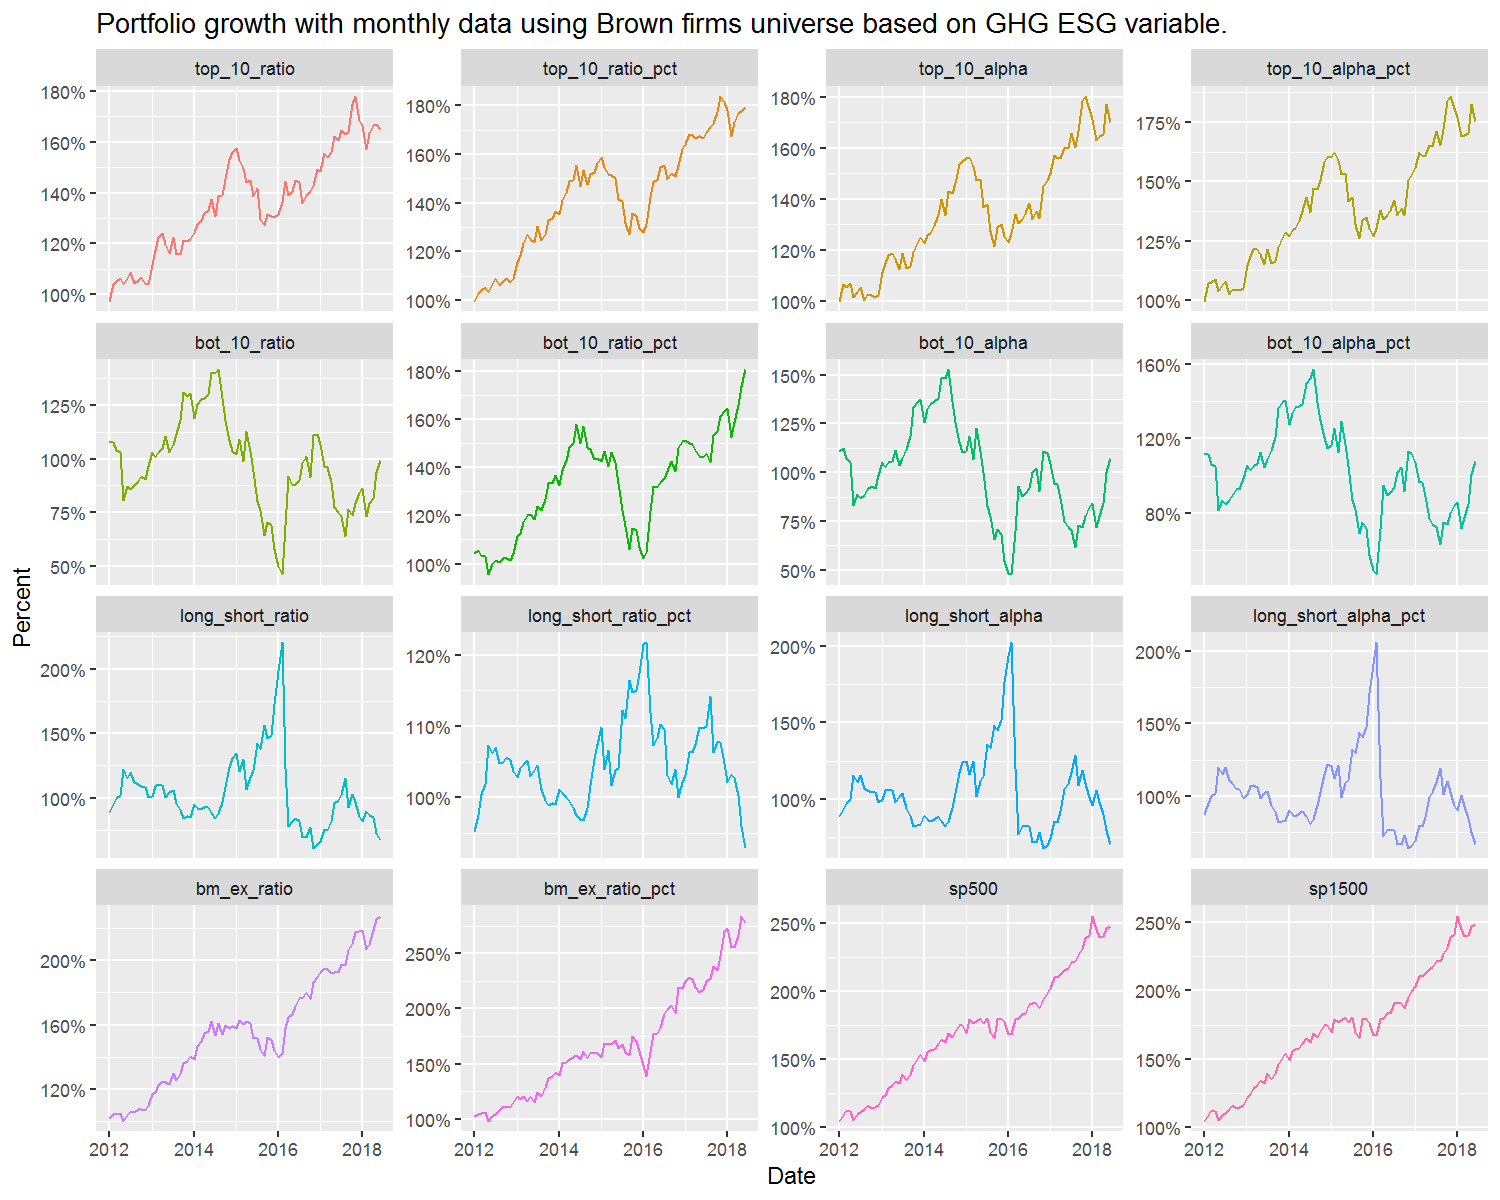 Portfolio growth with monthly data using Brown firms universe based on GHG ESG variable.
top_10_ratio
top_10_ratio_pct
top_10_alpha
top_10_alpha_pct
180%
160%
140%
120%
100%
180%
160%
140%
120%
100%
180%
160%
140%
120%
100%
175%
150%
125%
100%
bot_10_ratio
bot_10_ratio_pct
bot_10_alpha
bot_10_alpha_pct
125%
100%
75%
50%
180%
160%
140%
120%
100%
150%
125%
100%
75%
50%
160%
120%
80%
Percent
long_short_ratio
long_short_ratio_pct
long_short_alpha
long_short_alpha_pct
200%
150%
100%
120%
110%
100%
200%
150%
100%
200%
150%
100%
bm_ex_ratio
bm_ex_ratio_pct
sp500
sp1500
200%
160%
120%
250%
200%
150%
100%
250%
200%
150%
100%
250%
200%
150%
100%
2012 2014 2016 2018
2012 2014 2016 2018
2012 2014 2016 2018
2012 2014 2016 2018
Date